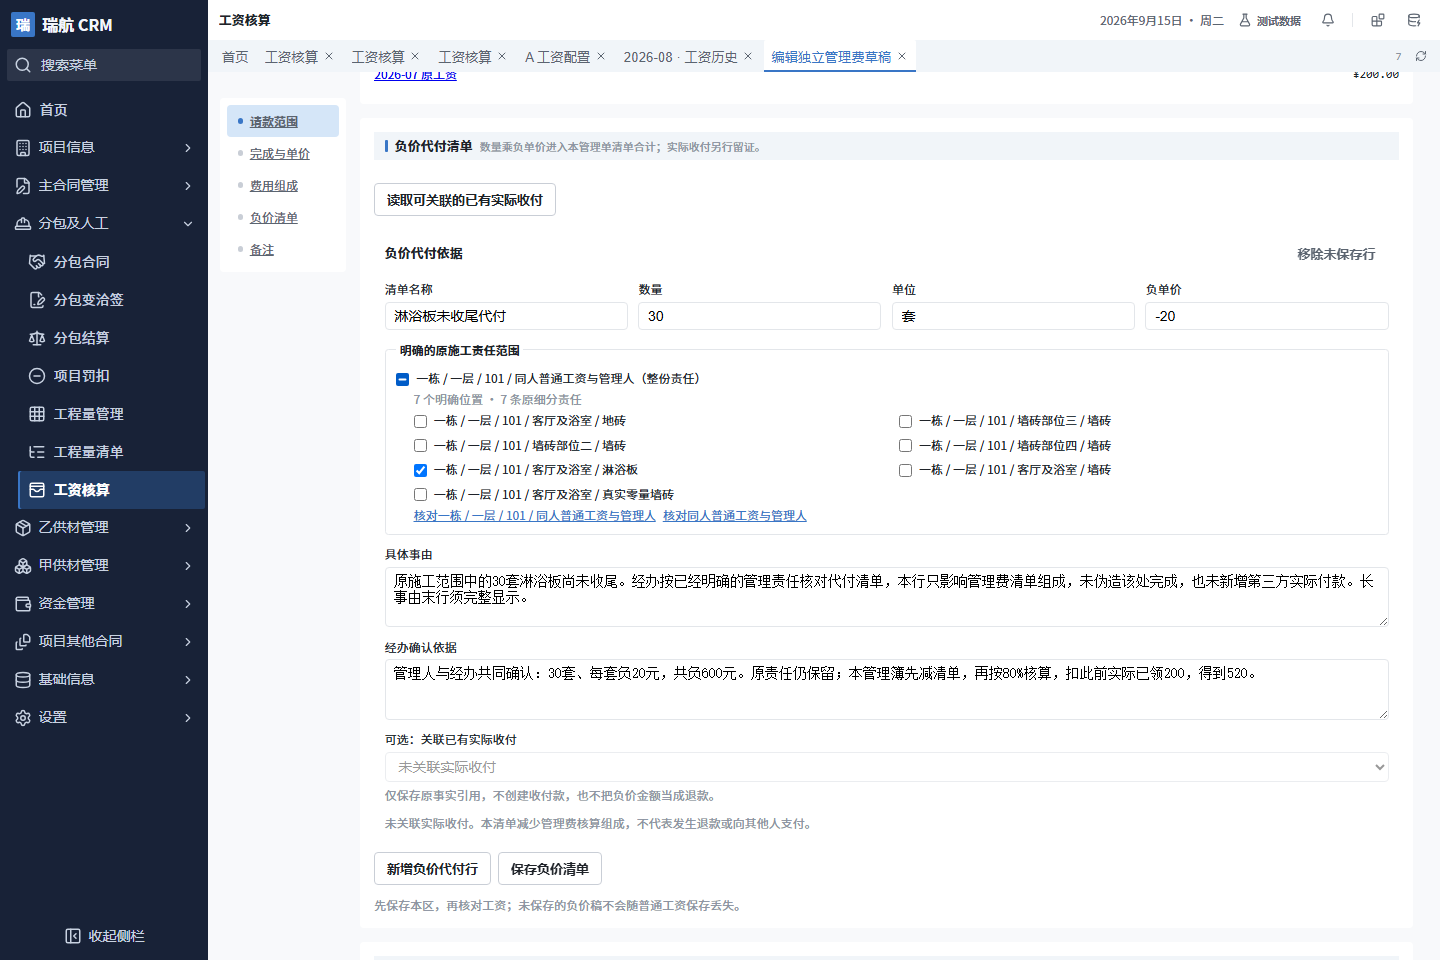 瑞 瑞航 CRM
搜索菜单
首页
项目信息
主合同管理
分包及人工
分包合同
分包变洽签
分包结算
项目罚扣
工程量管理
工程量清单
工资核算
乙供材管理
甲供材管理
资金管理
项目其他合同
基础信息
设置
收起侧栏
工资核算
2026年9月15日 · 周二 测试数据
首页 工资核算 × 工资核算 × 工资核算 × A 工资配置 × 2026-08 · 工资历史 × 编辑独立管理费草稿 × 7
请款范围
完成与单价
费用组成
负价清单
备注
2026-07 原工资 ¥200.00
负价代付清单 数量乘负单价进入本管理单清单合计；实际收付另行留证。
读取可关联的已有实际收付
负价代付依据 移除未保存行
清单名称 数量 单位 负单价
淋浴板未收尾代付 30 套 -20
明确的原施工责任范围
一栋 / 一层 / 101 / 同人普通工资与管理人（整份责任）
7 个明确位置 · 7 条原细分责任
一栋 / 一层 / 101 / 客厅及浴室 / 地砖 一栋 / 一层 / 101 / 墙砖部位三 / 墙砖
一栋 / 一层 / 101 / 墙砖部位二 / 墙砖 一栋 / 一层 / 101 / 墙砖部位四 / 墙砖
一栋 / 一层 / 101 / 客厅及浴室 / 淋浴板 一栋 / 一层 / 101 / 客厅及浴室 / 墙砖
一栋 / 一层 / 101 / 客厅及浴室 / 真实零量墙砖
核对一栋 / 一层 / 101 / 同人普通工资与管理人 核对同人普通工资与管理人
具体事由
原施工范围中的30套淋浴板尚未收尾。经办按已经明确的管理责任核对代付清单，本行只影响管理费清单组成，未伪造该处完成，也未新增第三方实际付款。长
事由末行须完整显示。
经办确认依据
管理人与经办共同确认：30套、每套负20元，共负600元。原责任仍保留；本管理簿先减清单，再按80%核算，扣此前实际已领200，得到520。
可选：关联已有实际收付
未关联实际收付
仅保存原事实引用，不创建收付款，也不把负价金额当成退款。
未关联实际收付。本清单减少管理费核算组成，不代表发生退款或向其他人支付。
新增负价代付行 保存负价清单
先保存本区，再核对工资；未保存的负价稿不会随普通工资保存丢失。